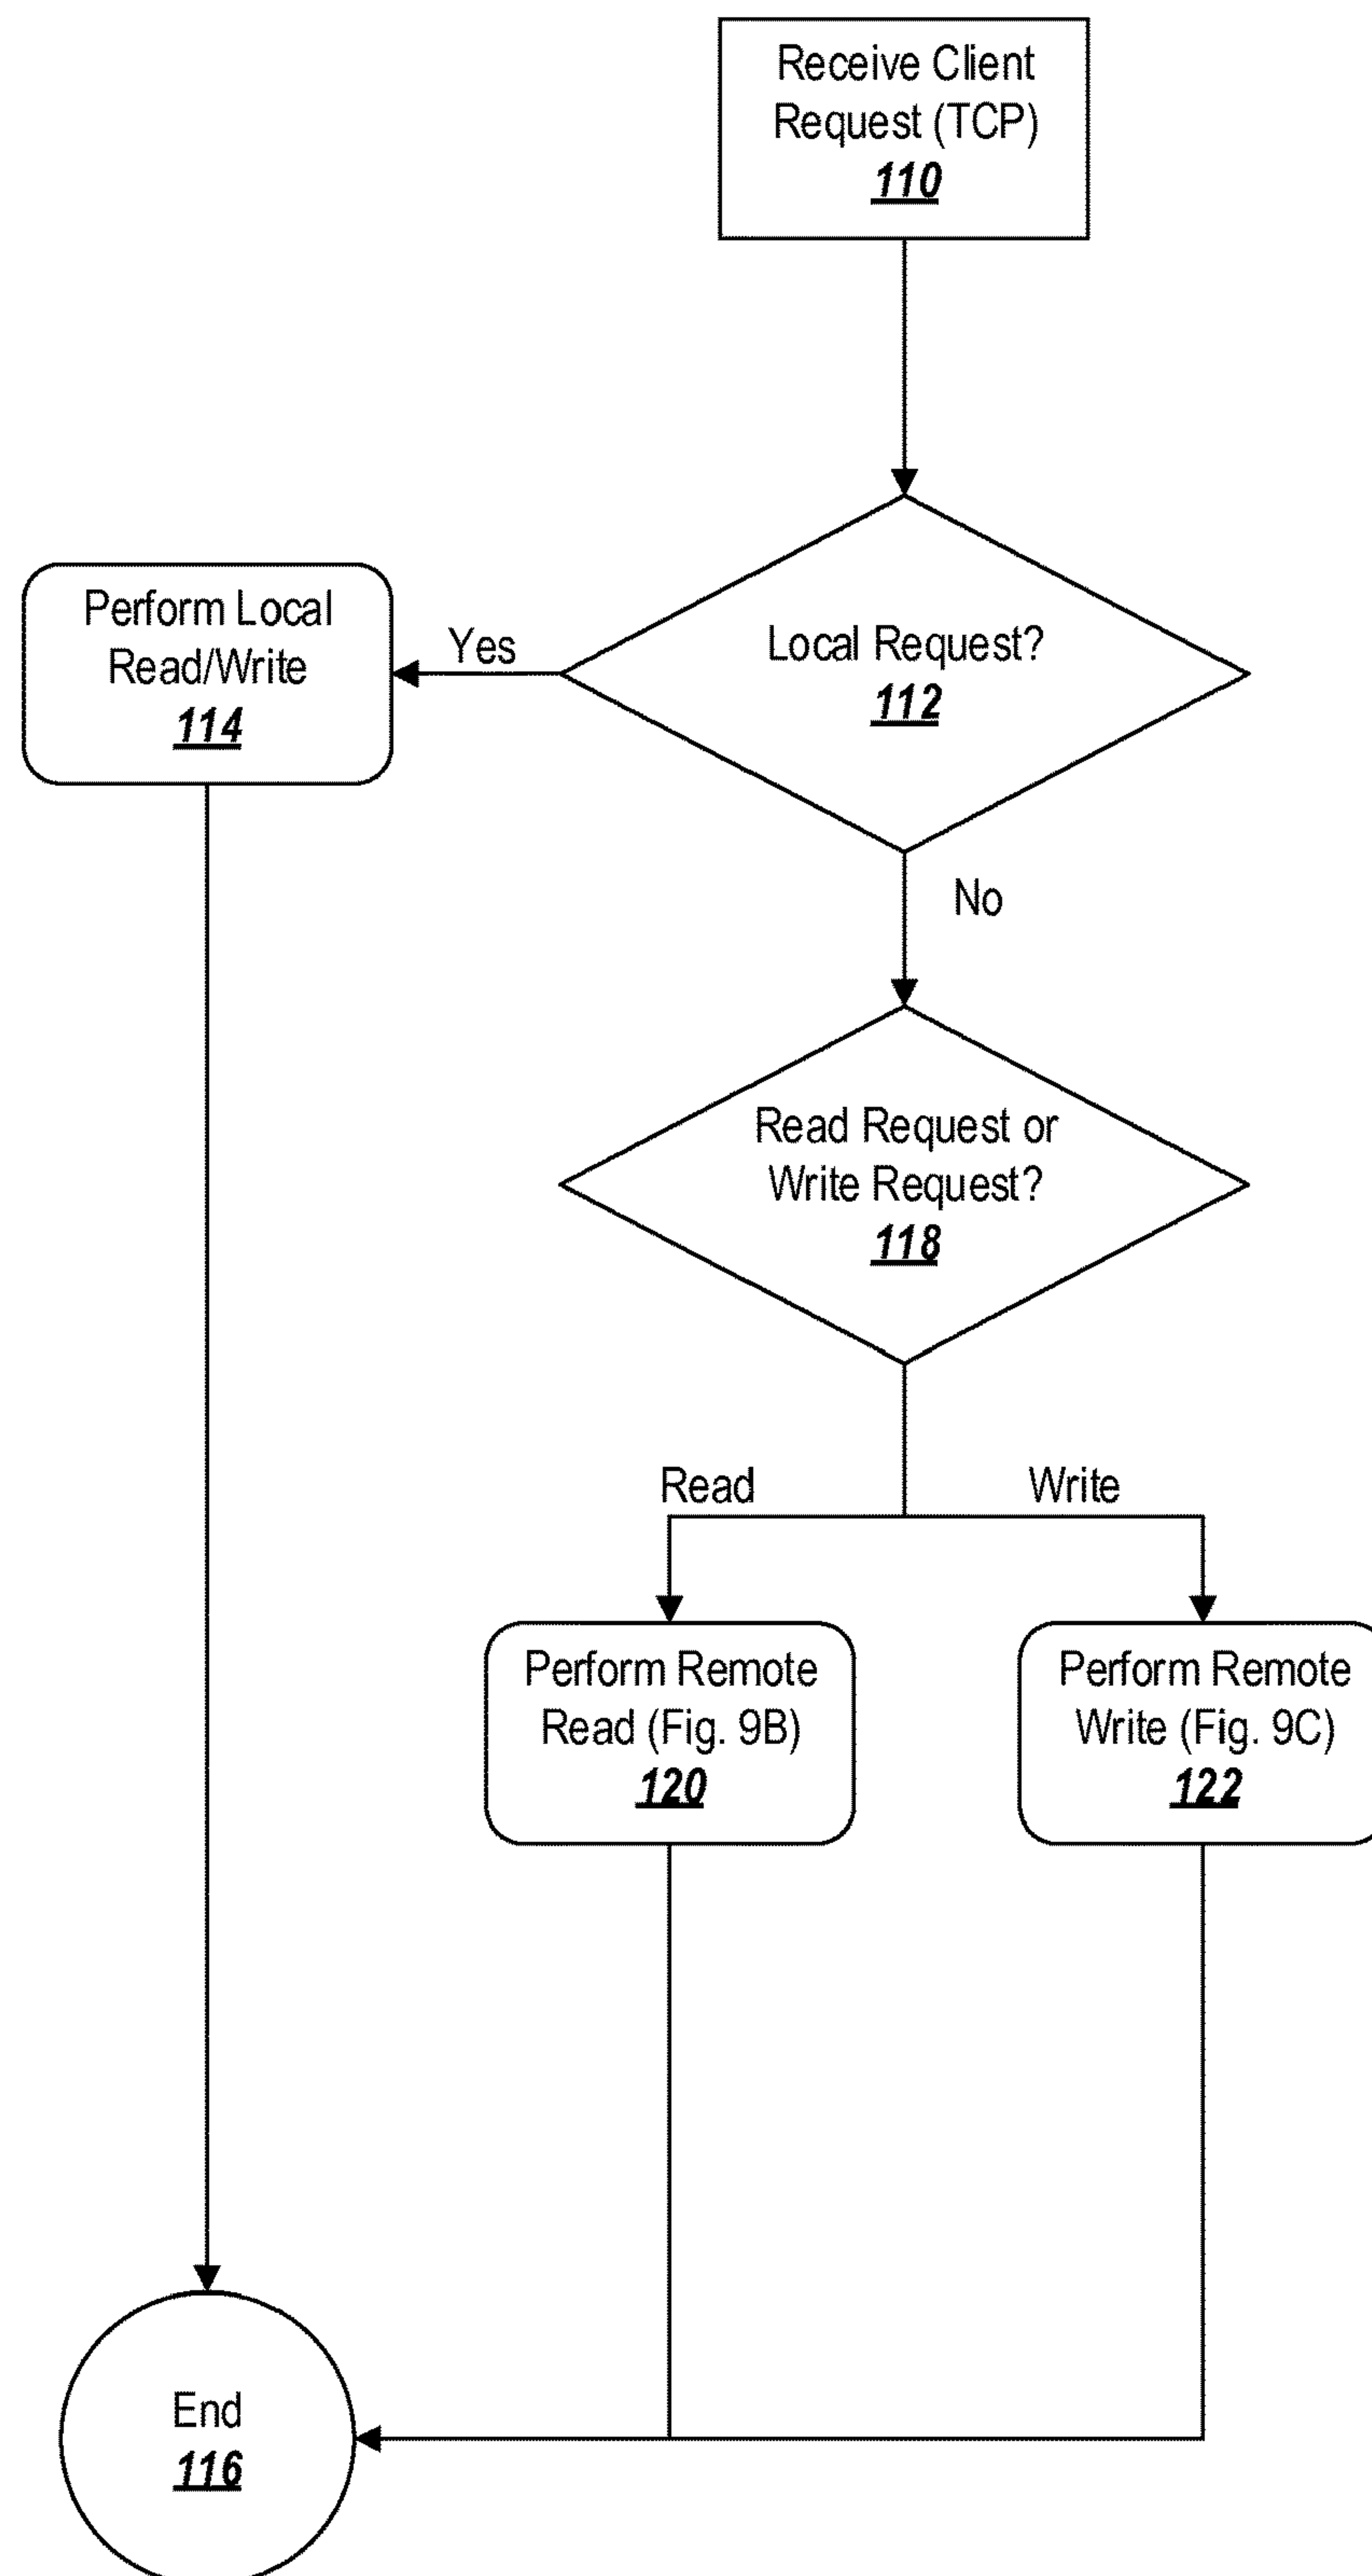 Receive Client
Request (TCP)
110
Local Request?
112
Yes
Perform Local
Read/Write
114
No
Read Request or
Write Request?
118
Read
Write
Perform Remote
Read (Fig. 9B)
120
Perform Remote
Write (Fig. 9C)
122
End
116